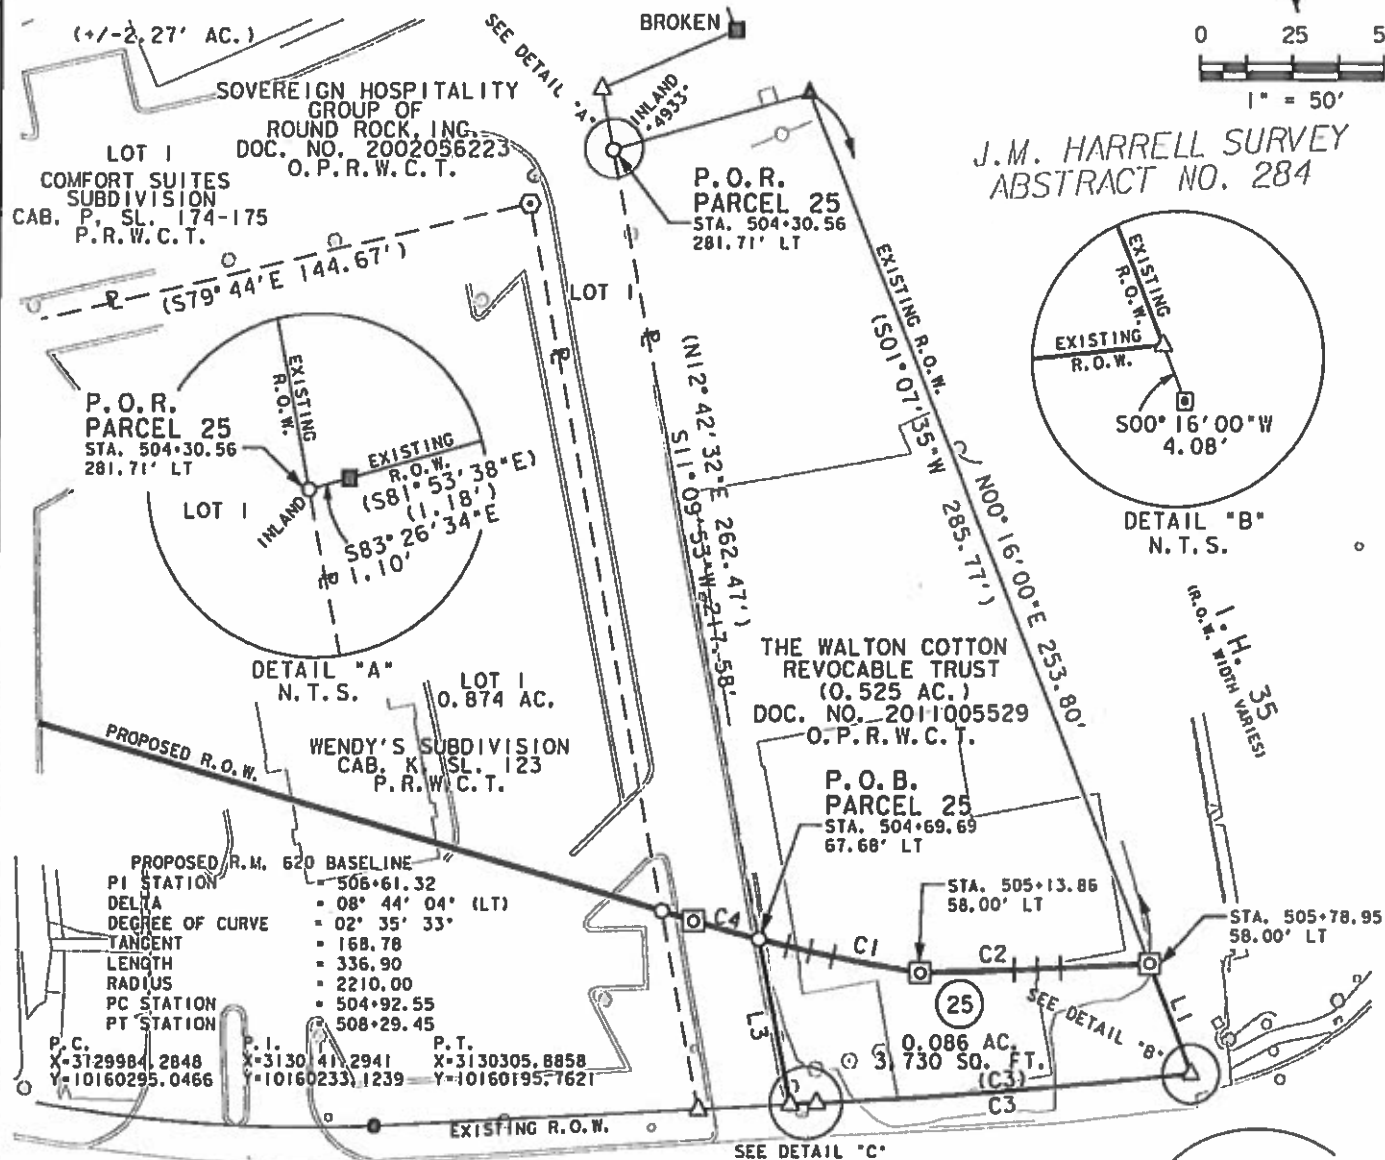 (+/-2.27' AC.)
SEE DETAIL "A"
BROKEN
INLAND
"4933"
0 25 5
1" = 50'
SOVEREIGN HOSPITALITY
GROUP OF
ROUND ROCK, INC.
DOC. NO. 2002056223
O.P.R.W.C.T.
LOT 1
COMFORT SUITES
SUBDIVISION
CAB. P, SL. 174-175
P.R.W.C.T.
(S79°44'E 144.67')
P.O.R.
PARCEL 25
STA. 504+30.56
281.71' LT
J.M. HARRELL SURVEY
ABSTRACT NO. 284
EXISTING R.O.W.
(S01°07'35"W 285.77')
N00°16'00"E 253.80'
LOT 1
(N12°42'32"E 262.47')
S11°09'53"W 217.58'
EXISTING
R.O.W.
EXISTING
R.O.W.
S00°16'00"W
4.08'
DETAIL "B"
N.T.S.
P.O.R.
PARCEL 25
STA. 504+30.56
281.71' LT
EXISTING
R.O.W.
EXISTING
R.O.W.
(S81°53'38"E)
(1.18')
S83°26'34"E
1.10'
LOT 1
INLAND
DETAIL "A"
N.T.S.
I.H. 35
(R.O.W. WIDTH VARIES)
LOT 1
0.874 AC.
WENDY'S SUBDIVISION
CAB. K, SL. 123
P.R.W.C.T.
PROPOSED R.O.W.
THE WALTON COTTON
REVOCABLE TRUST
(0.525 AC.)
DOC. NO. 2011005529
O.P.R.W.C.T.
P.O.B.
PARCEL 25
STA. 504+69.69
67.68' LT
STA. 505+13.86
58.00' LT
STA. 505+78.95
58.00' LT
PROPOSED R.M. 620 BASELINE
PI STATION = 506+61.32
DELTA = 08° 44' 04" (LT)
DEGREE OF CURVE = 02° 35' 33"
TANGENT = 168.78
LENGTH = 336.90
RADIUS = 2210.00
PC STATION = 504+92.55
PT STATION = 508+29.45
P.C. P.I. P.T.
X=3129984.2848 X=3130141.2941 X=3130305.8858
Y=10160295.0466 Y=10160233.1239 Y=10160195.7621
C4
C1
C2
L3
L1
25
0.086 AC.
3,730 SQ. FT.
SEE DETAIL "B"
(C3)
C3
EXISTING R.O.W.
SEE DETAIL "C"